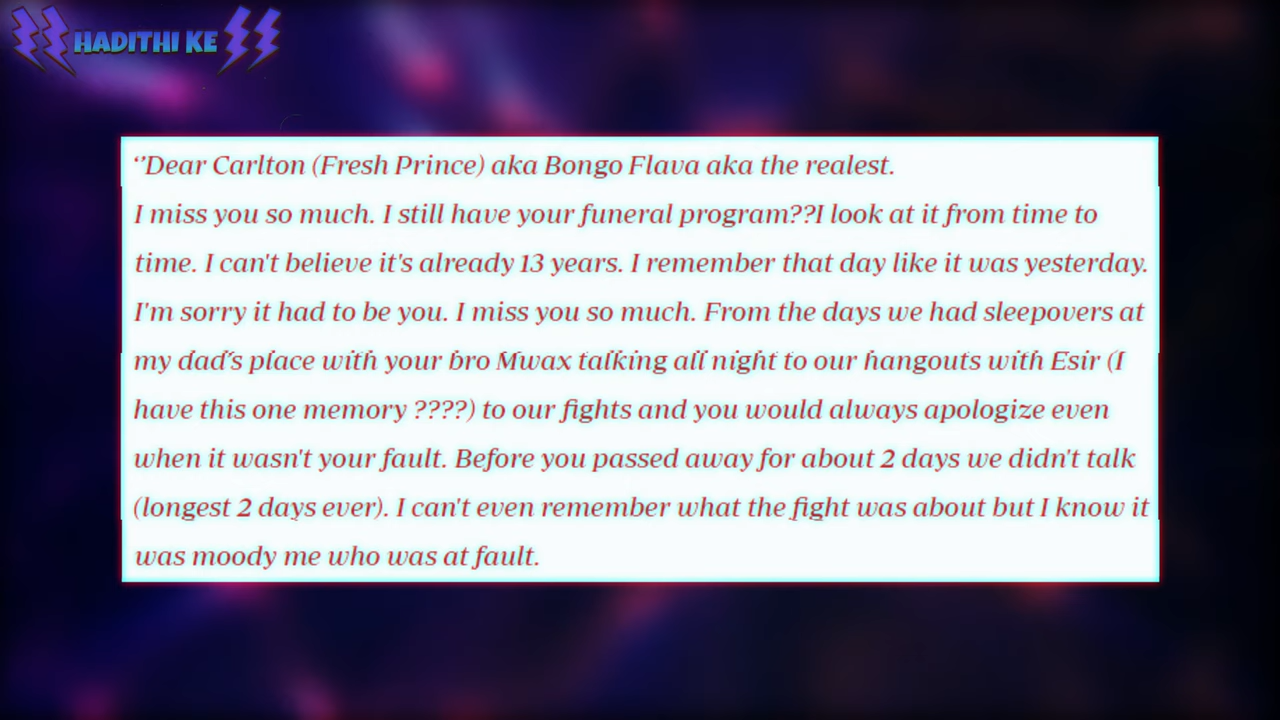 HADITHI KE
‘’Dear Carlton (Fresh Prince) aka Bongo Flava aka the realest.
I miss you so much. I still have your funeral program??I look at it from time to
time. I can't believe it's already 13 years. I remember that day like it was yesterday.
I'm sorry it had to be you. I miss you so much. From the days we had sleepovers at
my dad's place with your bro Mwax talking all night to our hangouts with Esir (I
have this one memory ????) to our fights and you would always apologize even
when it wasn't your fault. Before you passed away for about 2 days we didn't talk
(longest 2 days ever). I can't even remember what the fight was about but I know it
was moody me who was at fault.